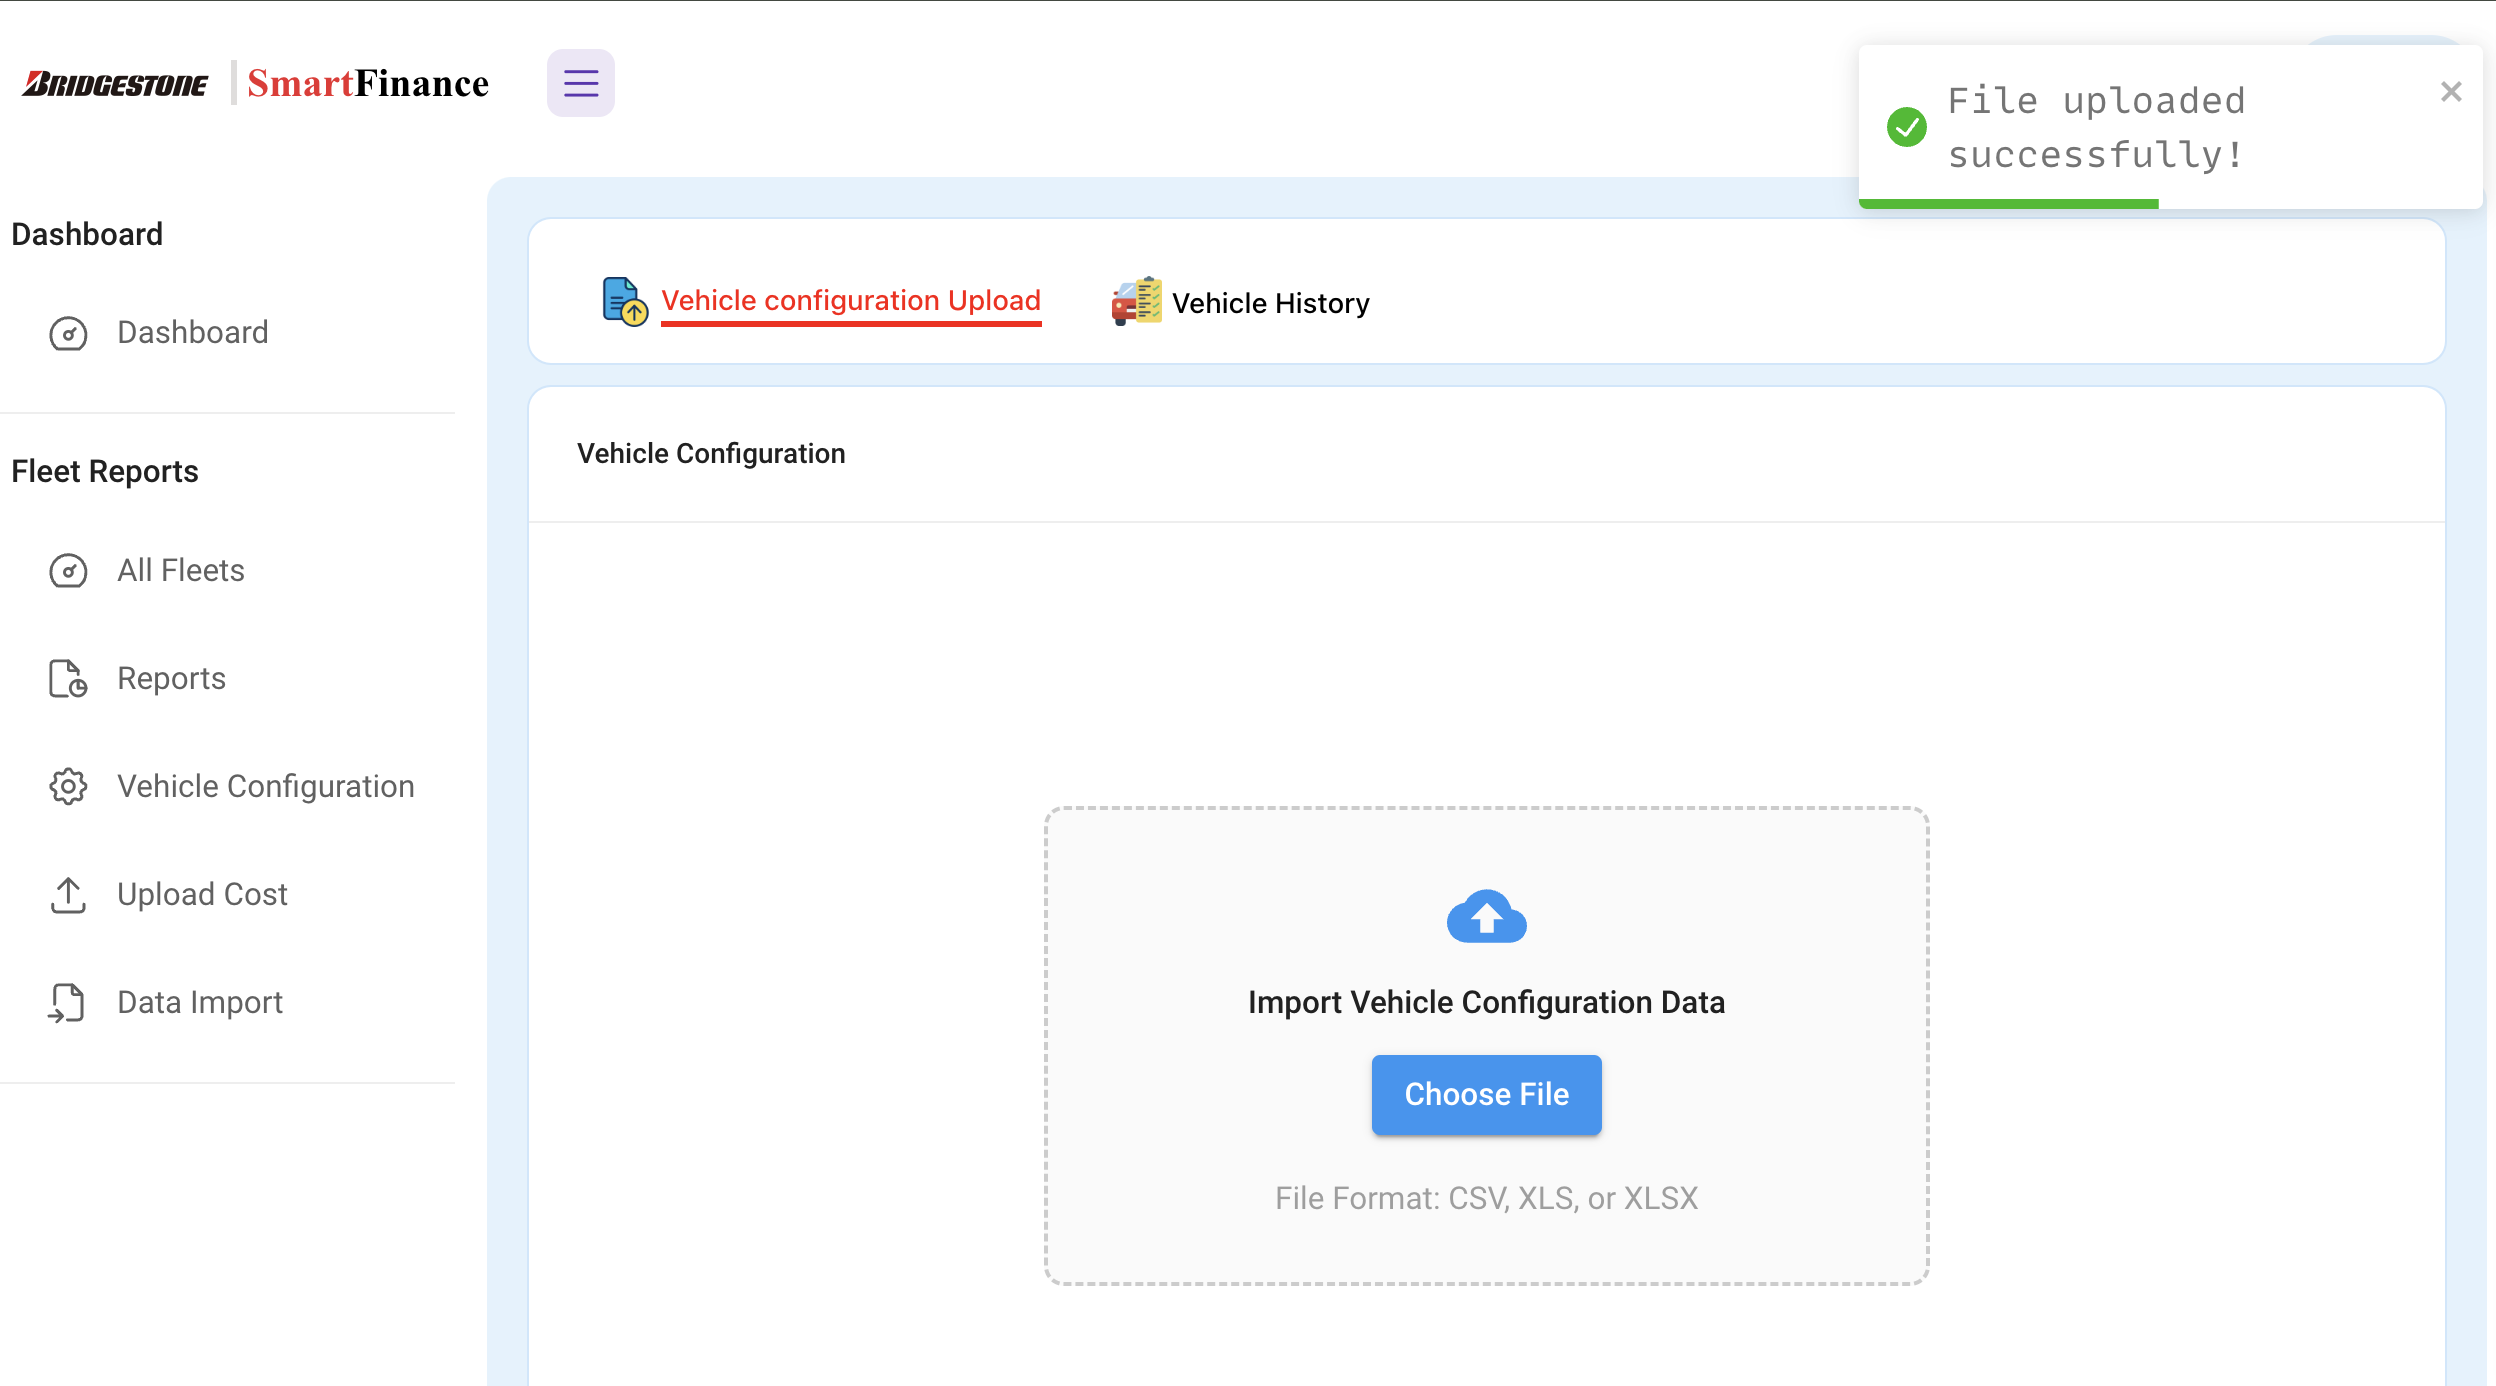 BRIDGESTONE SmartFinance
File uploaded
successfully!
Dashboard
Dashboard
Fleet Reports
All Fleets
Reports
Vehicle Configuration
Upload Cost
Data Import
Vehicle configuration Upload
Vehicle History
Vehicle Configuration
Import Vehicle Configuration Data
Choose File
File Format: CSV, XLS, or XLSX